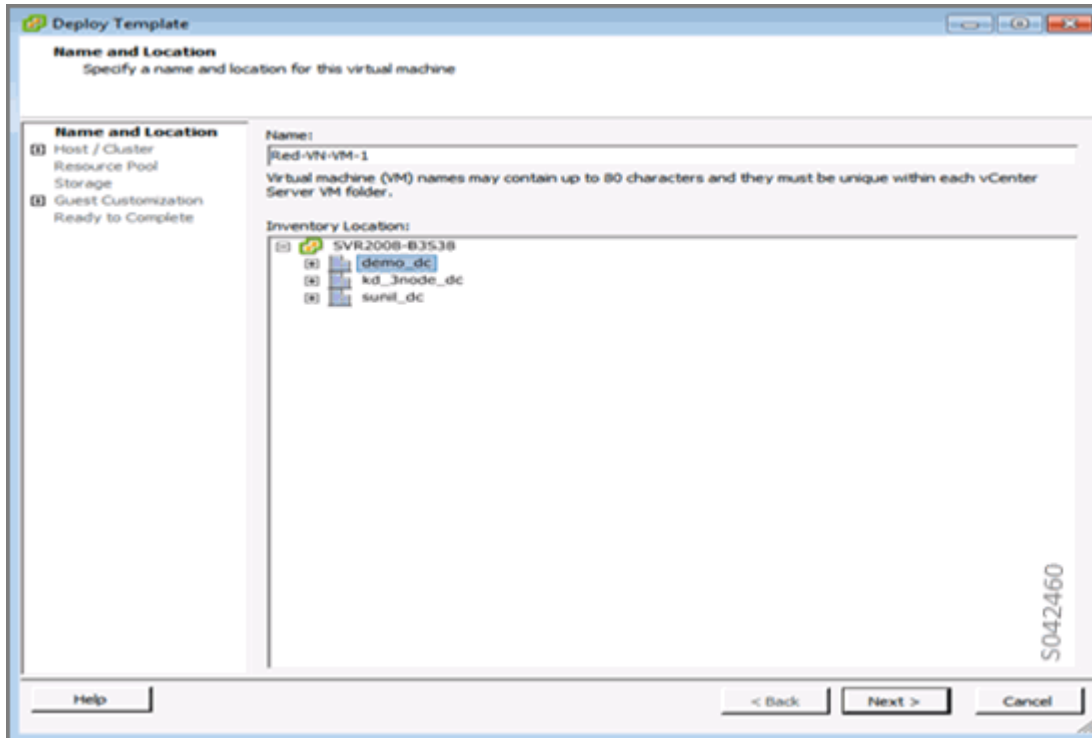 Deploy Template
Name and Location
Specify a name and location for this virtual machine
Name and Location
Host / Cluster
Resource Pool
Storage
Guest Customization
Ready to Complete
Name:
Red-VN-VM-1
Virtual machine (VM) names may contain up to 80 characters and they must be unique within each vCenter
Server VM folder.
Inventory Location:
SVR2008-B3S38
demo_dc
kd_3node_dc
sunil_dc
S042460
Help
< Back
Next >
Cancel